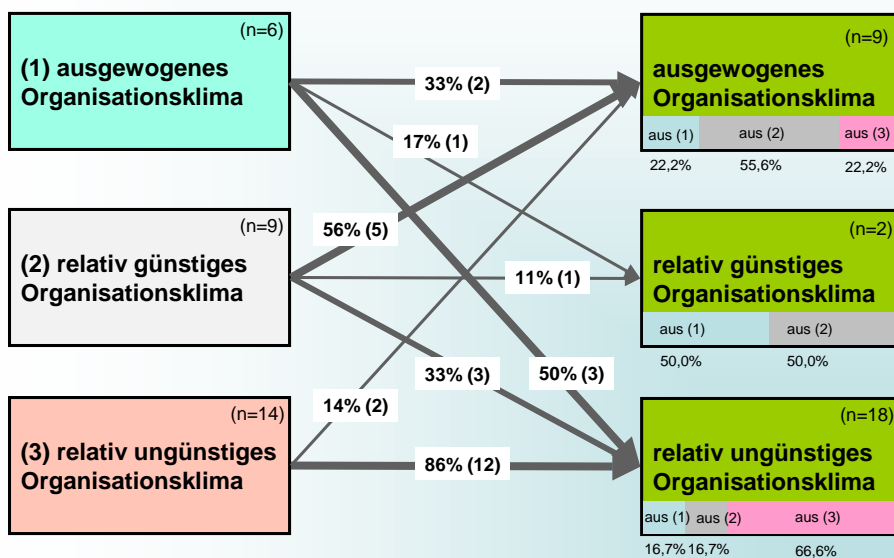 (n=6)
(1) ausgewogenes
Organisationsklima
(n=9)
(2) relativ günstiges
Organisationsklima
(n=14)
(3) relativ ungünstiges
Organisationsklima
33% (2)
17% (1)
56% (5)
11% (1)
33% (3)
50% (3)
14% (2)
86% (12)
(n=9)
ausgewogenes
Organisationsklima
aus (1) aus (2) aus (3)
22,2% 55,6% 22,2%
(n=2)
relativ günstiges
Organisationsklima
aus (1) aus (2)
50,0% 50,0%
(n=18)
relativ ungünstiges
Organisationsklima
aus (1) aus (2) aus (3)
16,7% 16,7% 66,6%